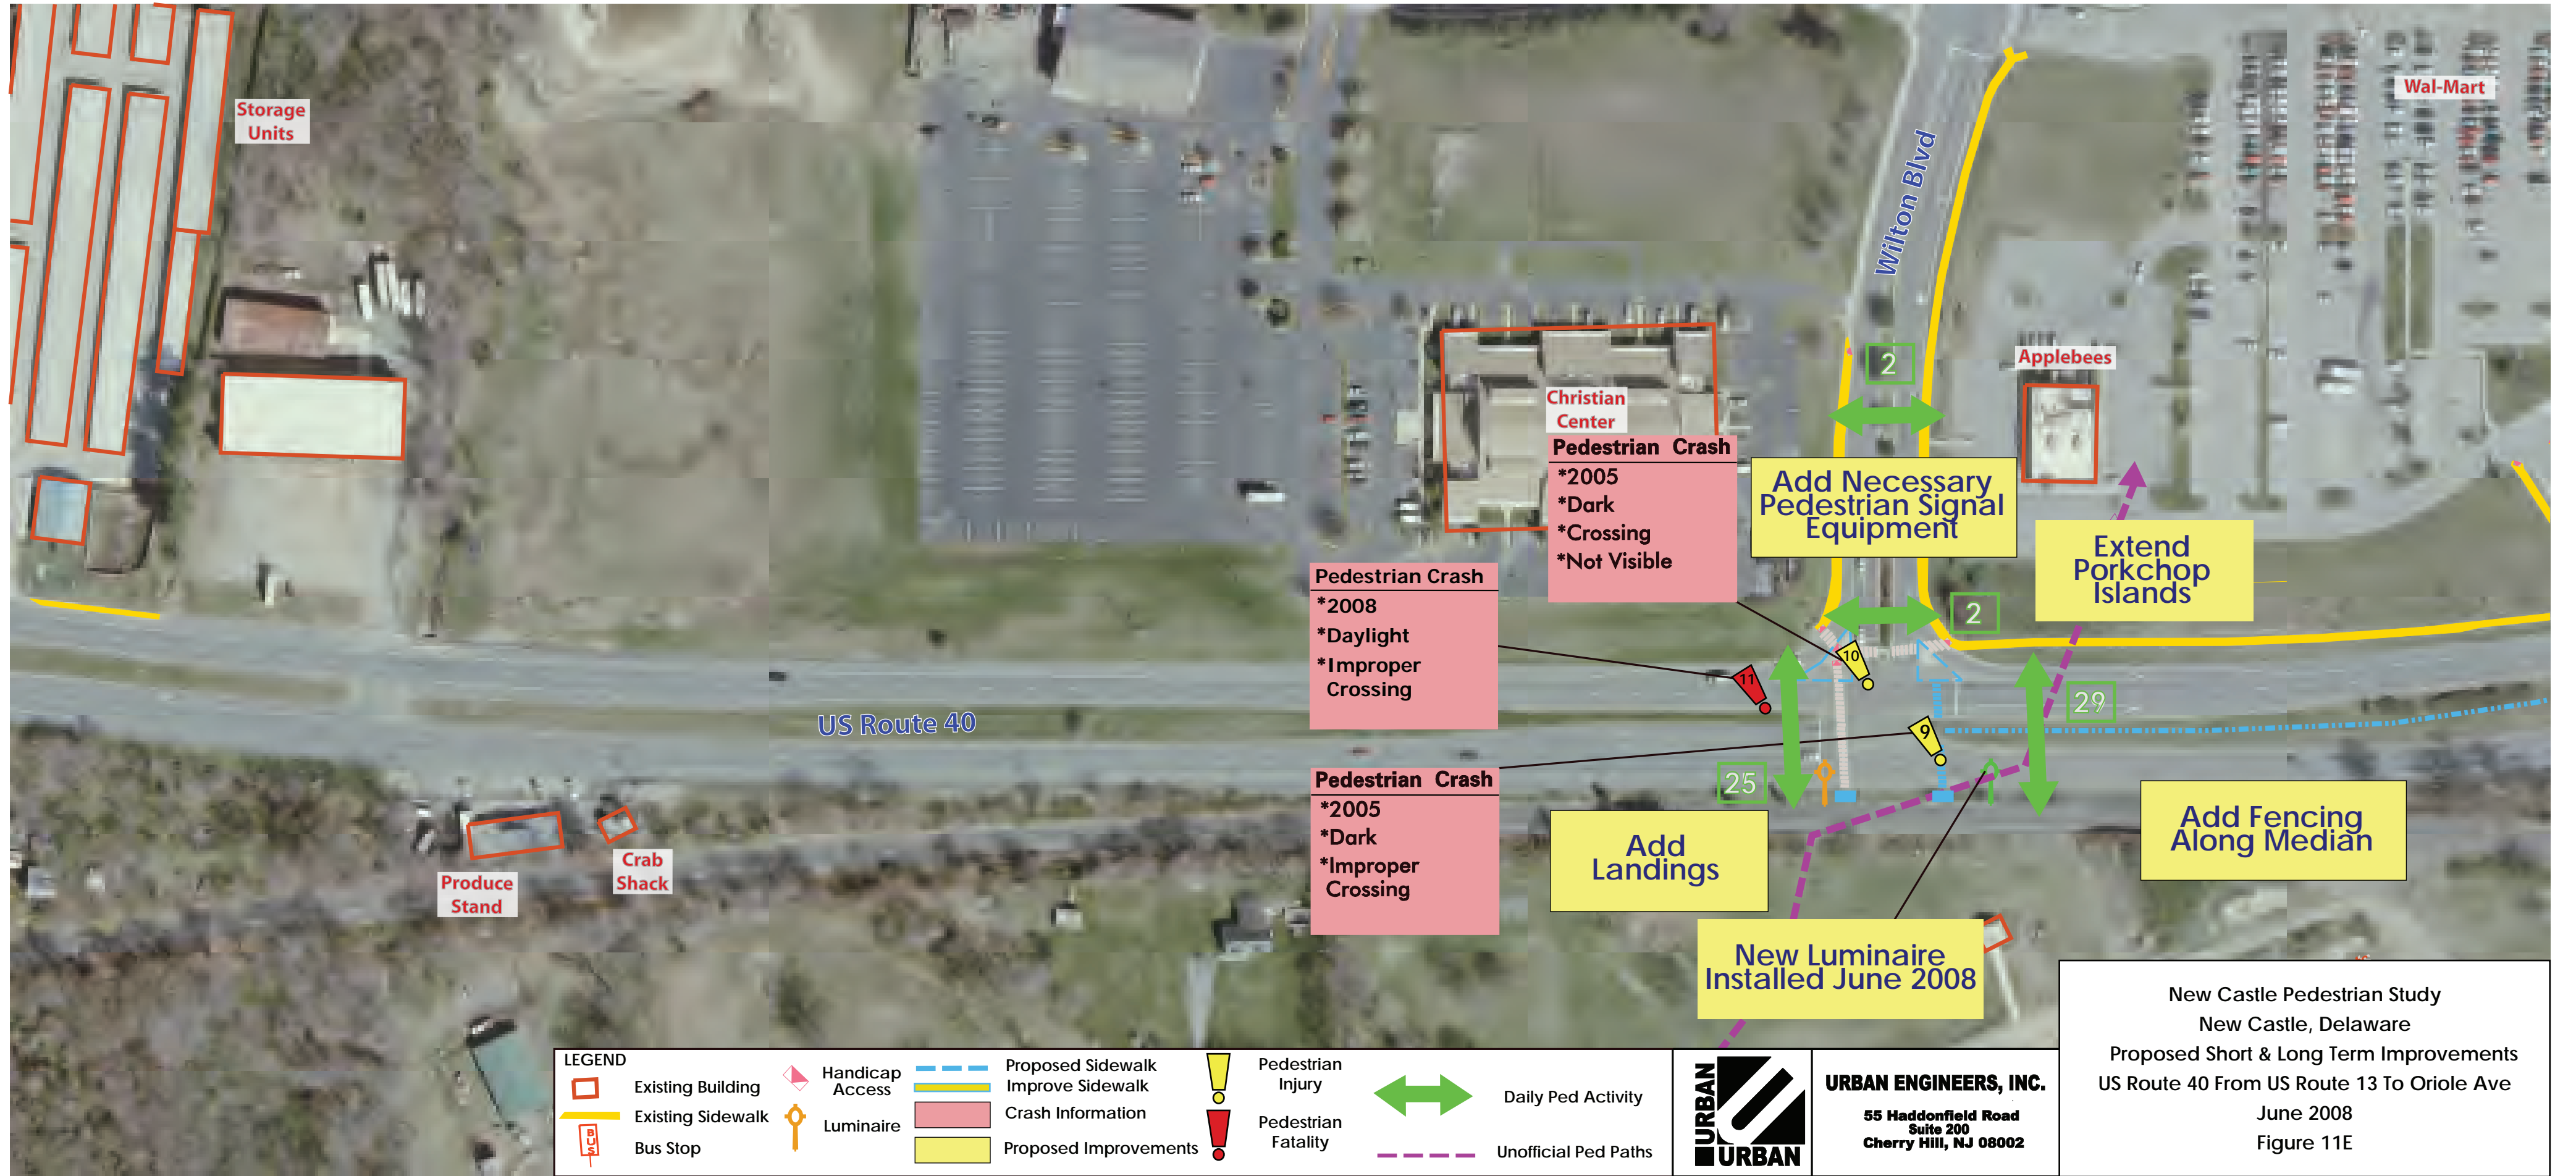 Storage
Units
Wal-Mart
Wilton Blvd
2
Applebees
Christian
Center
Pedestrian Crash
*2005
*Dark
*Crossing
*Not Visible
Add Necessary
Pedestrian Signal
Equipment
Extend
Porkchop
Islands
Pedestrian Crash
*2008
*Daylight
*Improper
Crossing
2
10
11
29
US Route 40
9
Pedestrian Crash
*2005
*Dark
*Improper
Crossing
25
Add
Landings
Add Fencing
Along Median
Produce
Stand
Crab
Shack
New Luminaire
Installed June 2008
LEGEND
Existing Building
Existing Sidewalk
BUS
Bus Stop
Handicap
Access
Luminaire
Proposed Sidewalk
Improve Sidewalk
Crash Information
Proposed Improvements
Pedestrian
Injury
Pedestrian
Fatality
Daily Ped Activity
Unofficial Ped Paths
URBAN
URBAN
URBAN ENGINEERS, INC.
55 Haddonfield Road
Suite 200
Cherry Hill, NJ 08002
New Castle Pedestrian Study
New Castle, Delaware
Proposed Short & Long Term Improvements
US Route 40 From US Route 13 To Oriole Ave
June 2008
Figure 11E